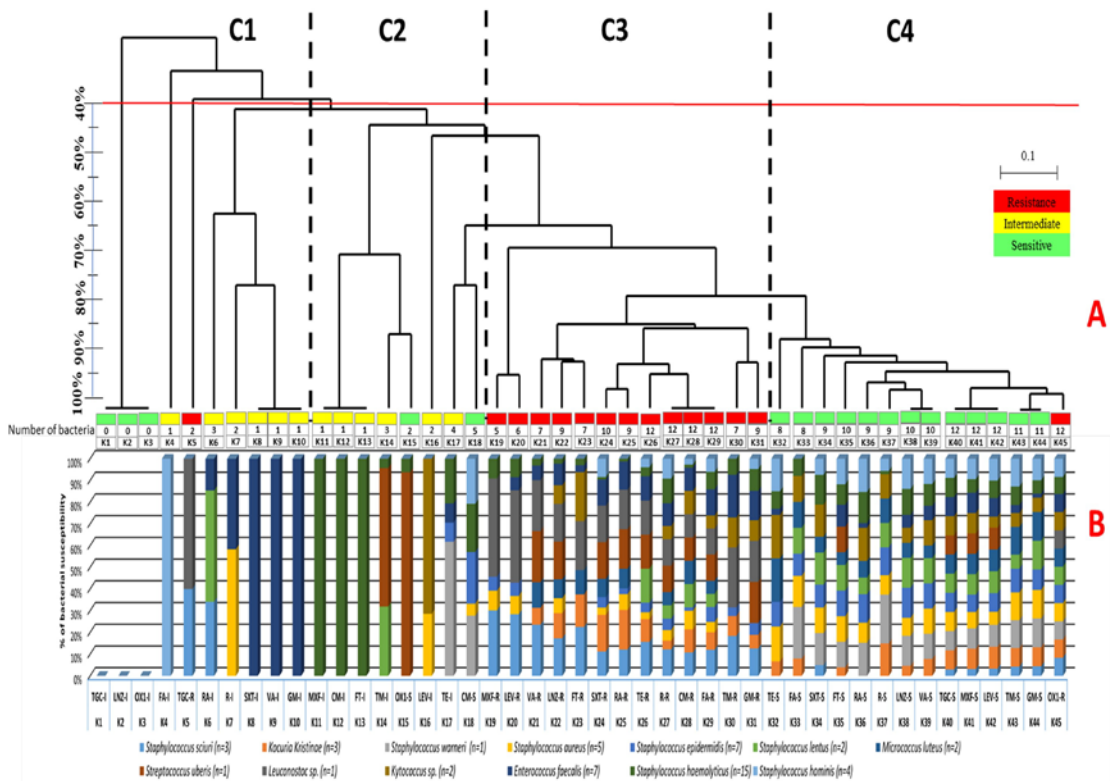 C1 C2 C3 C4
40%
50%
60%
70%
80%
90%
100%
0.1
Resistance
Intermediate
Sensitive
A
Number of bacteria
0 0 0 1 2 3 2 1 1 1 1 1 1 3 2 2 4 5 5 6 7 9 7 10 9 12 12 12 12 7 9 8 8 9 10 9 9 10 10 12 12 12 11 11 12
K1 K2 K3 K4 K5 K6 K7 K8 K9 K10 K11 K12 K13 K14 K15 K16 K17 K18 K19 K20 K21 K22 K23 K24 K25 K26 K27 K28 K29 K30 K31 K32 K33 K34 K35 K36 K37 K38 K39 K40 K41 K42 K43 K44 K45
B
% of bacterial susceptibility
100%
90%
80%
70%
60%
50%
40%
30%
20%
10%
0%
TGC-I LNZ-I OX1-I FA-I TGC-R RA-I R-I SXT-I VA-I GM-I MXF-I CM-I FT-I TM-I OX1-S LEV-I TE-I CM-S MXF-R LEV-R VA-R LNZ-R FT-R SXT-R RA-R TE-R R-R CM-R FA-R TM-R GM-R TE-S FA-S SXT-S FT-S RA-S R-S LNZ-S VA-S TGC-S MXF-S LEV-S TM-S GM-S OX1-R
K1 K2 K3 K4 K5 K6 K7 K8 K9 K10 K11 K12 K13 K14 K15 K16 K17 K18 K19 K20 K21 K22 K23 K24 K25 K26 K27 K28 K29 K30 K31 K32 K33 K34 K35 K36 K37 K38 K39 K40 K41 K42 K43 K44 K45
Staphylococcus sciuri (n=3) Kocuria Kristinae (n=3) Staphylococcus warneri (n=1) Staphylococcus aureus (n=5) Staphylococcus epidermidis (n=7) Staphylococcus lentus (n=2) Micrococcus luteus (n=2)
Streptococcus uberis (n=1) Leuconostoc sp. (n=1) Kytococcus sp. (n=2) Enterococcus faecalis (n=7) Staphylococcus haemolyticus (n=15) Staphylococcus hominis (n=4)